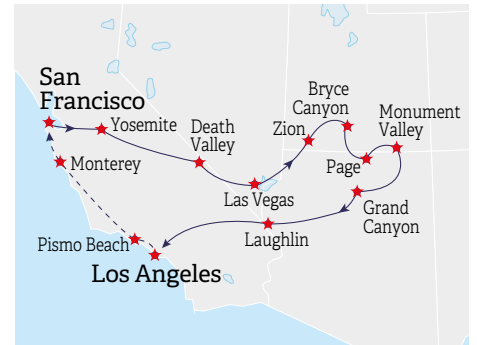 San
Francisco
Yosemite
Monterey
Death
Valley
Las Vegas
Zion
Bryce
Canyon
Page
Monument
Valley
Grand
Canyon
Laughlin
Pismo Beach
Los Angeles